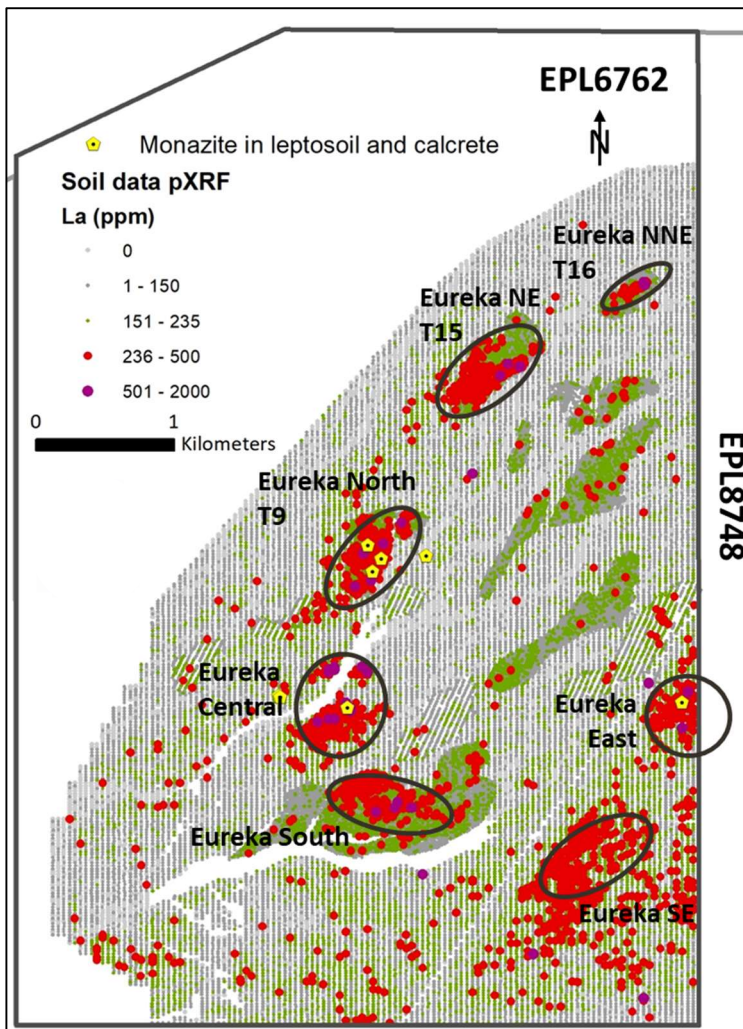 EPL6762
N
Monazite in leptosoil and calcrete
Soil data pXRF
La (ppm)
0
1 - 150
151 - 235
236 - 500
501 - 2000
0 1
Kilometers
Eureka NNE
T16
Eureka NE
T15
EPL8748
Eureka North
T9
Eureka
Central
Eureka
East
Eureka South
Eureka SE